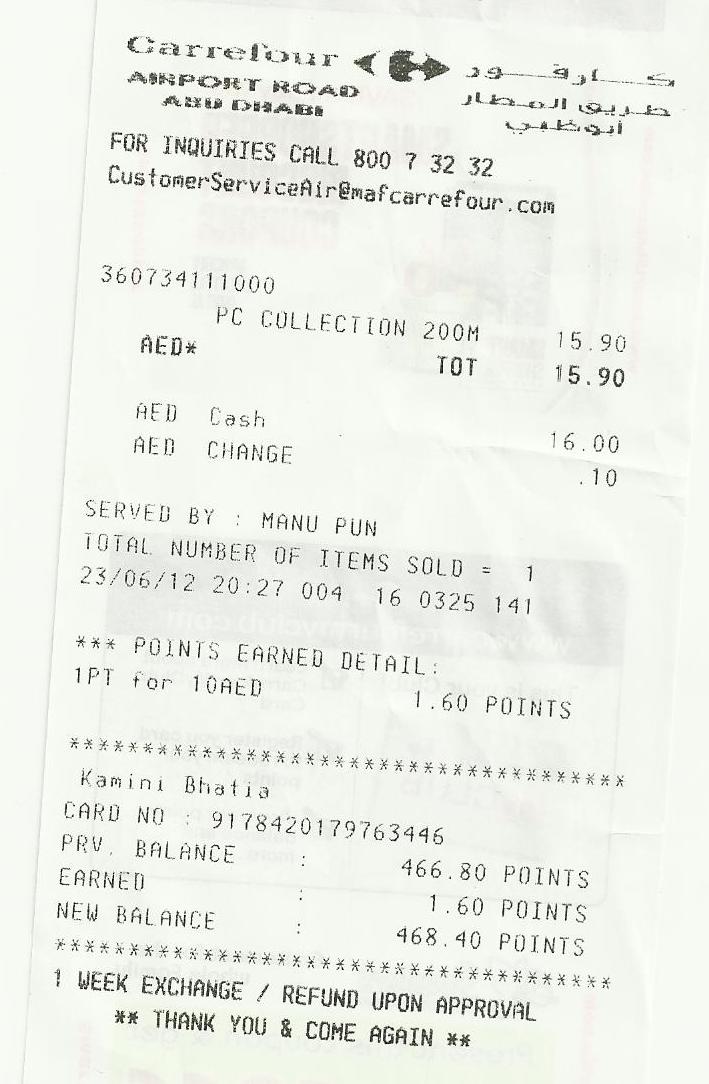 Carrefour كارفور
AIRPORT ROAD طريق المطار
ABU DHABI أبوظبي
FOR INQUIRIES CALL 800 7 32 32
CustomerServiceAir@mafcarrefour.com
360734111000
PC COLLECTION 200M 15.90
AED* TOT 15.90
AED Cash 16.00
AED CHANGE .10
SERVED BY : MANU PUN
TOTAL NUMBER OF ITEMS SOLD = 1
23/06/12 20:27 004 16 0325 141
*** POINTS EARNED DETAIL:
1PT for 10AED 1.60 POINTS
**************************************
Kamini Bhatia
CARD NO : 9178420179763446
PRV. BALANCE : 466.80 POINTS
EARNED : 1.60 POINTS
NEW BALANCE : 468.40 POINTS
**************************************
1 WEEK EXCHANGE / REFUND UPON APPROVAL
** THANK YOU & COME AGAIN **